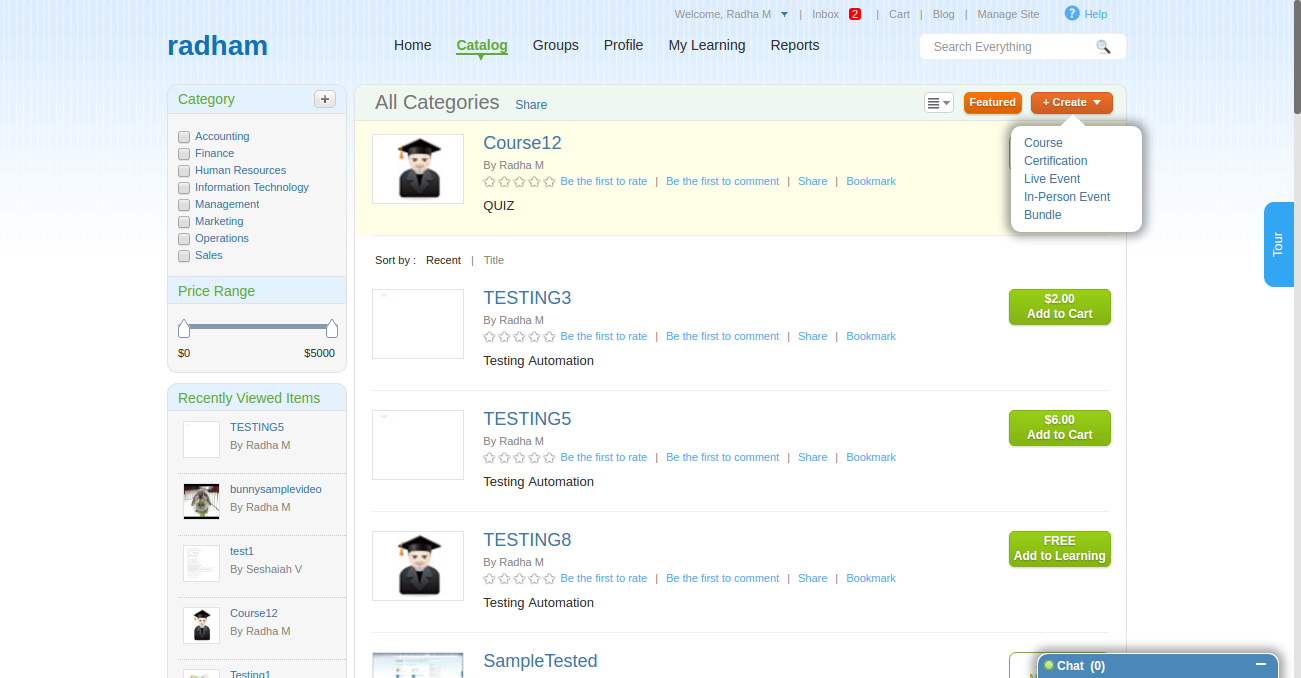 Welcome, Radha M | Inbox 2 | Cart | Blog | Manage Site ? Help
radham
Home Catalog Groups Profile My Learning Reports
Search Everything
Category +
Accounting
Finance
Human Resources
Information Technology
Management
Marketing
Operations
Sales
Price Range
$0 $5000
Recently Viewed Items
TESTING5
By Radha M
bunnysamplevideo
By Radha M
test1
By Seshaiah V
Course12
By Radha M
Testing1
All Categories Share
Featured
+ Create
Course
Certification
Live Event
In-Person Event
Bundle
Course12
By Radha M
Be the first to rate | Be the first to comment | Share | Bookmark
QUIZ
Sort by : Recent | Title
TESTING3
By Radha M
Be the first to rate | Be the first to comment | Share | Bookmark
Testing Automation
$2.00
Add to Cart
TESTING5
By Radha M
Be the first to rate | Be the first to comment | Share | Bookmark
Testing Automation
$6.00
Add to Cart
TESTING8
By Radha M
Be the first to rate | Be the first to comment | Share | Bookmark
Testing Automation
FREE
Add to Learning
SampleTested
Tour
Chat (0)